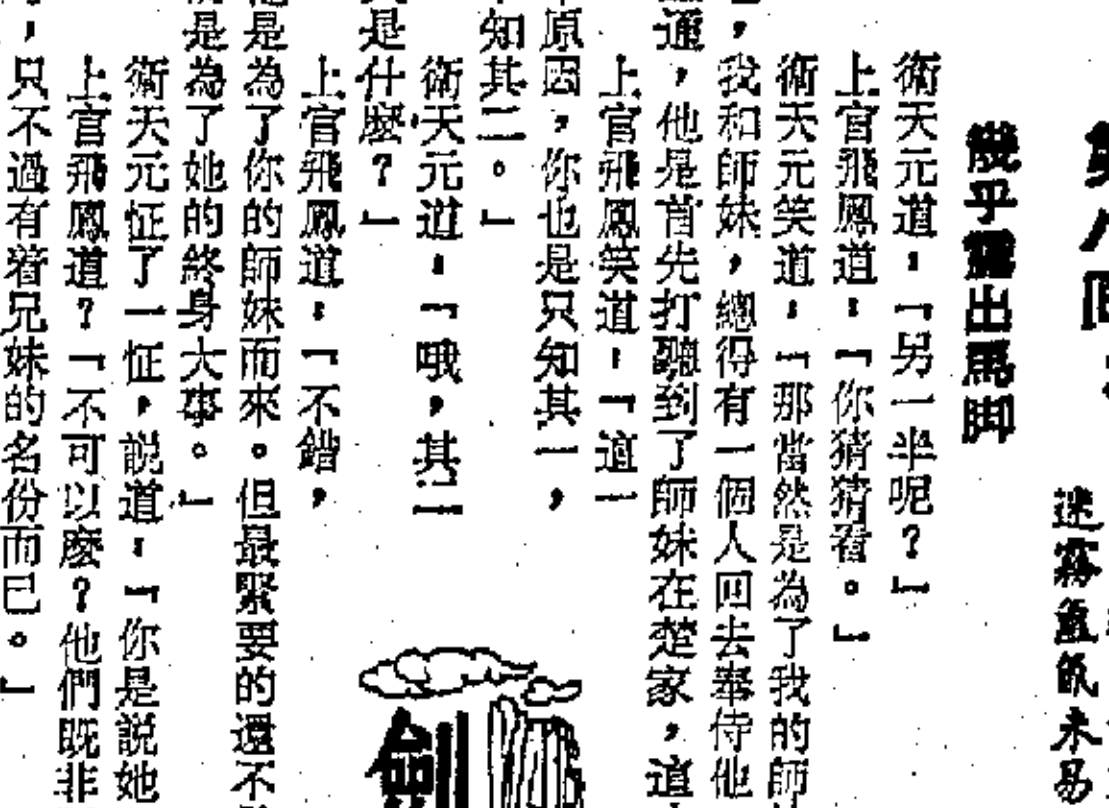 第八回
迷霧
未易
幾乎露出馬脚
衛天元道：「另一半呢？」
上官飛鳳道：「你猜猜看。」
衛天元笑道：「那當然是為了我的師
，我和師妹，總得有一個人回去奉侍他
通，他是首先打聽到了師妹在楚家，道
上官飛鳳笑道：「這一
原因，你也是只知其一，
知其二。」
衛天元道：「哦，其二
是什麼？」
上官飛鳳道：「不錯，
是為了你的師妹而來。但最緊要的還不
是為了她的終身大事。」
衛天元怔了一怔，説道：「你是説她
上官飛鳳道？「不可以麼？他們既非
，只不過有着兄妹的名份而已。」